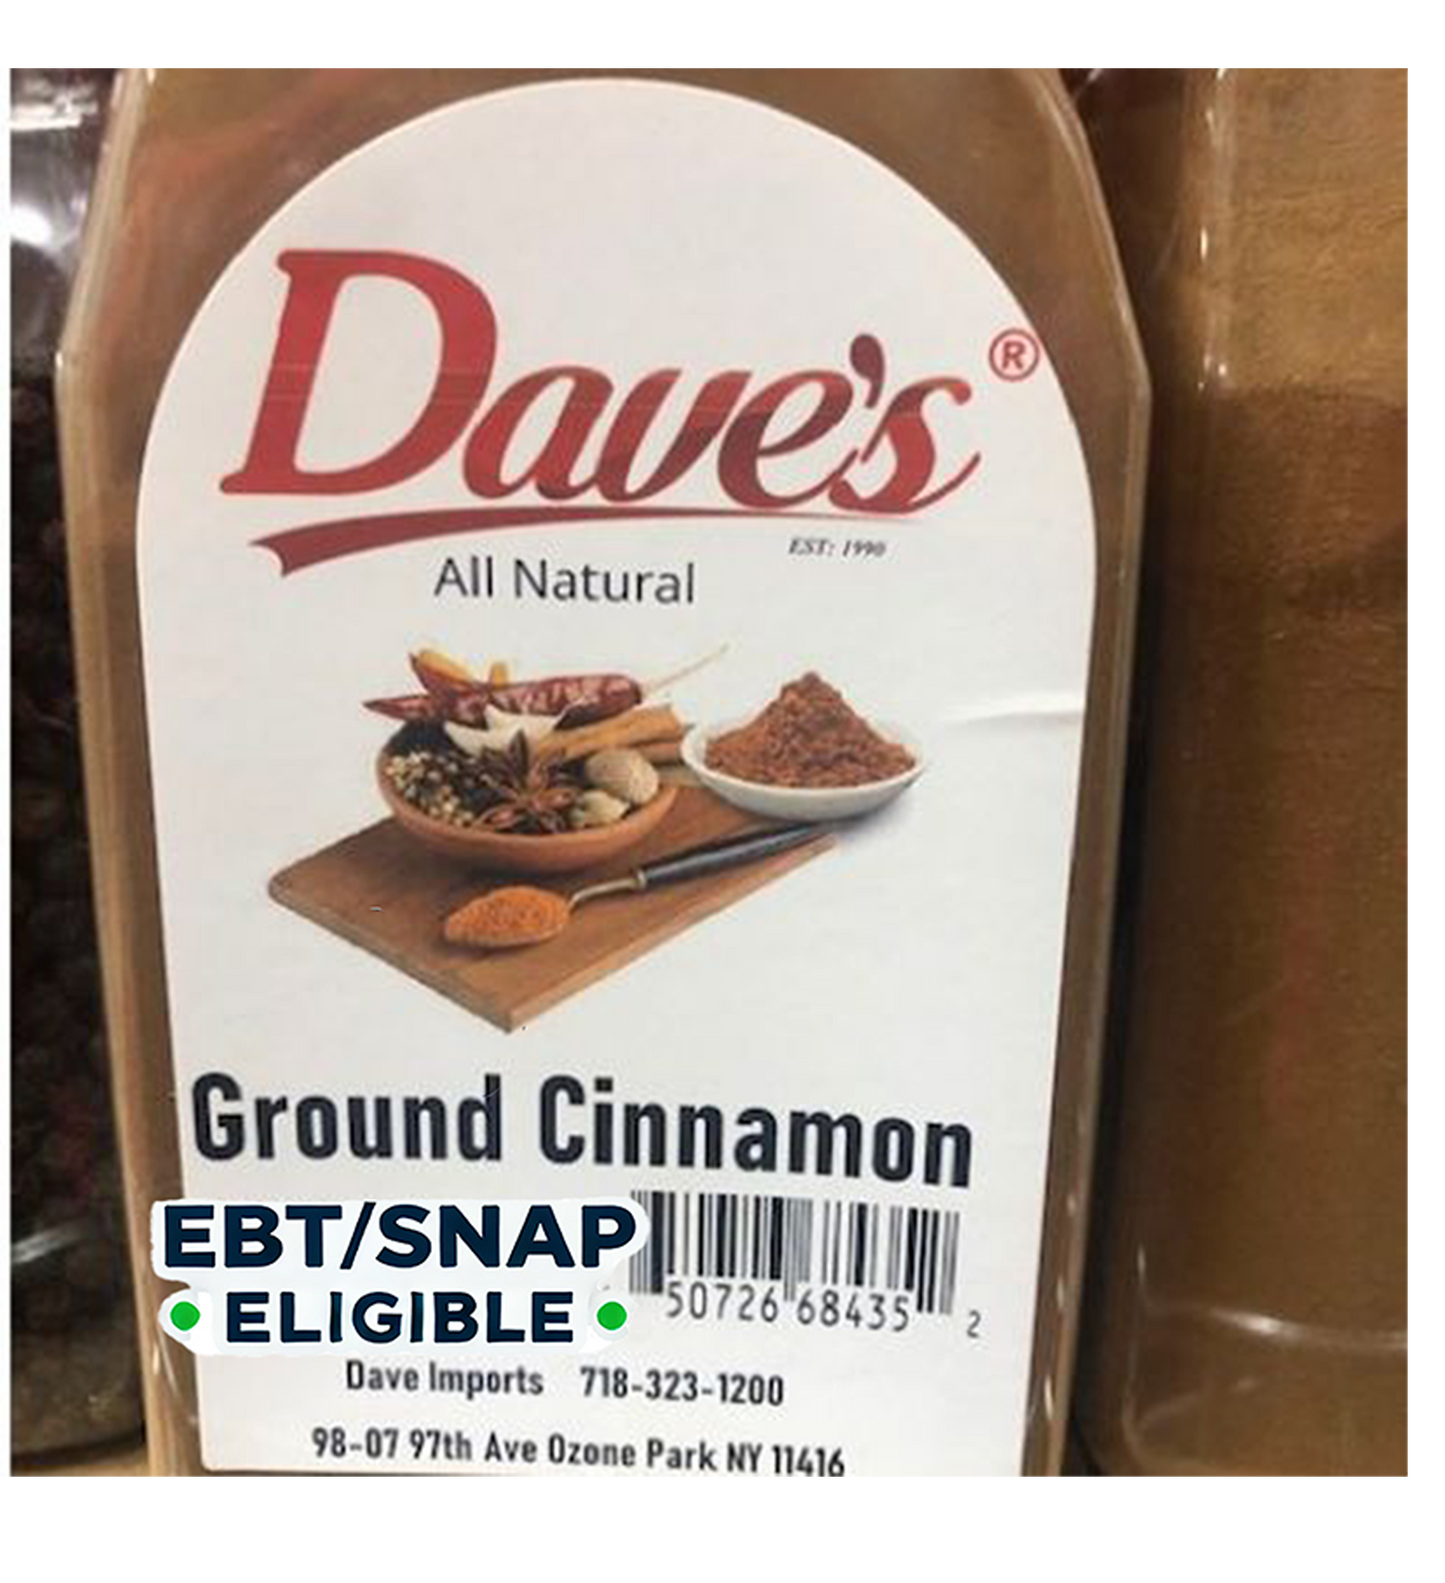 Dave's ®
EST: 1990
All Natural
Ground Cinnamon
EBT/SNAP
ELIGIBLE
50726 68435 2
Dave Imports 718-323-1200
98-07 97th Ave Ozone Park NY 11416